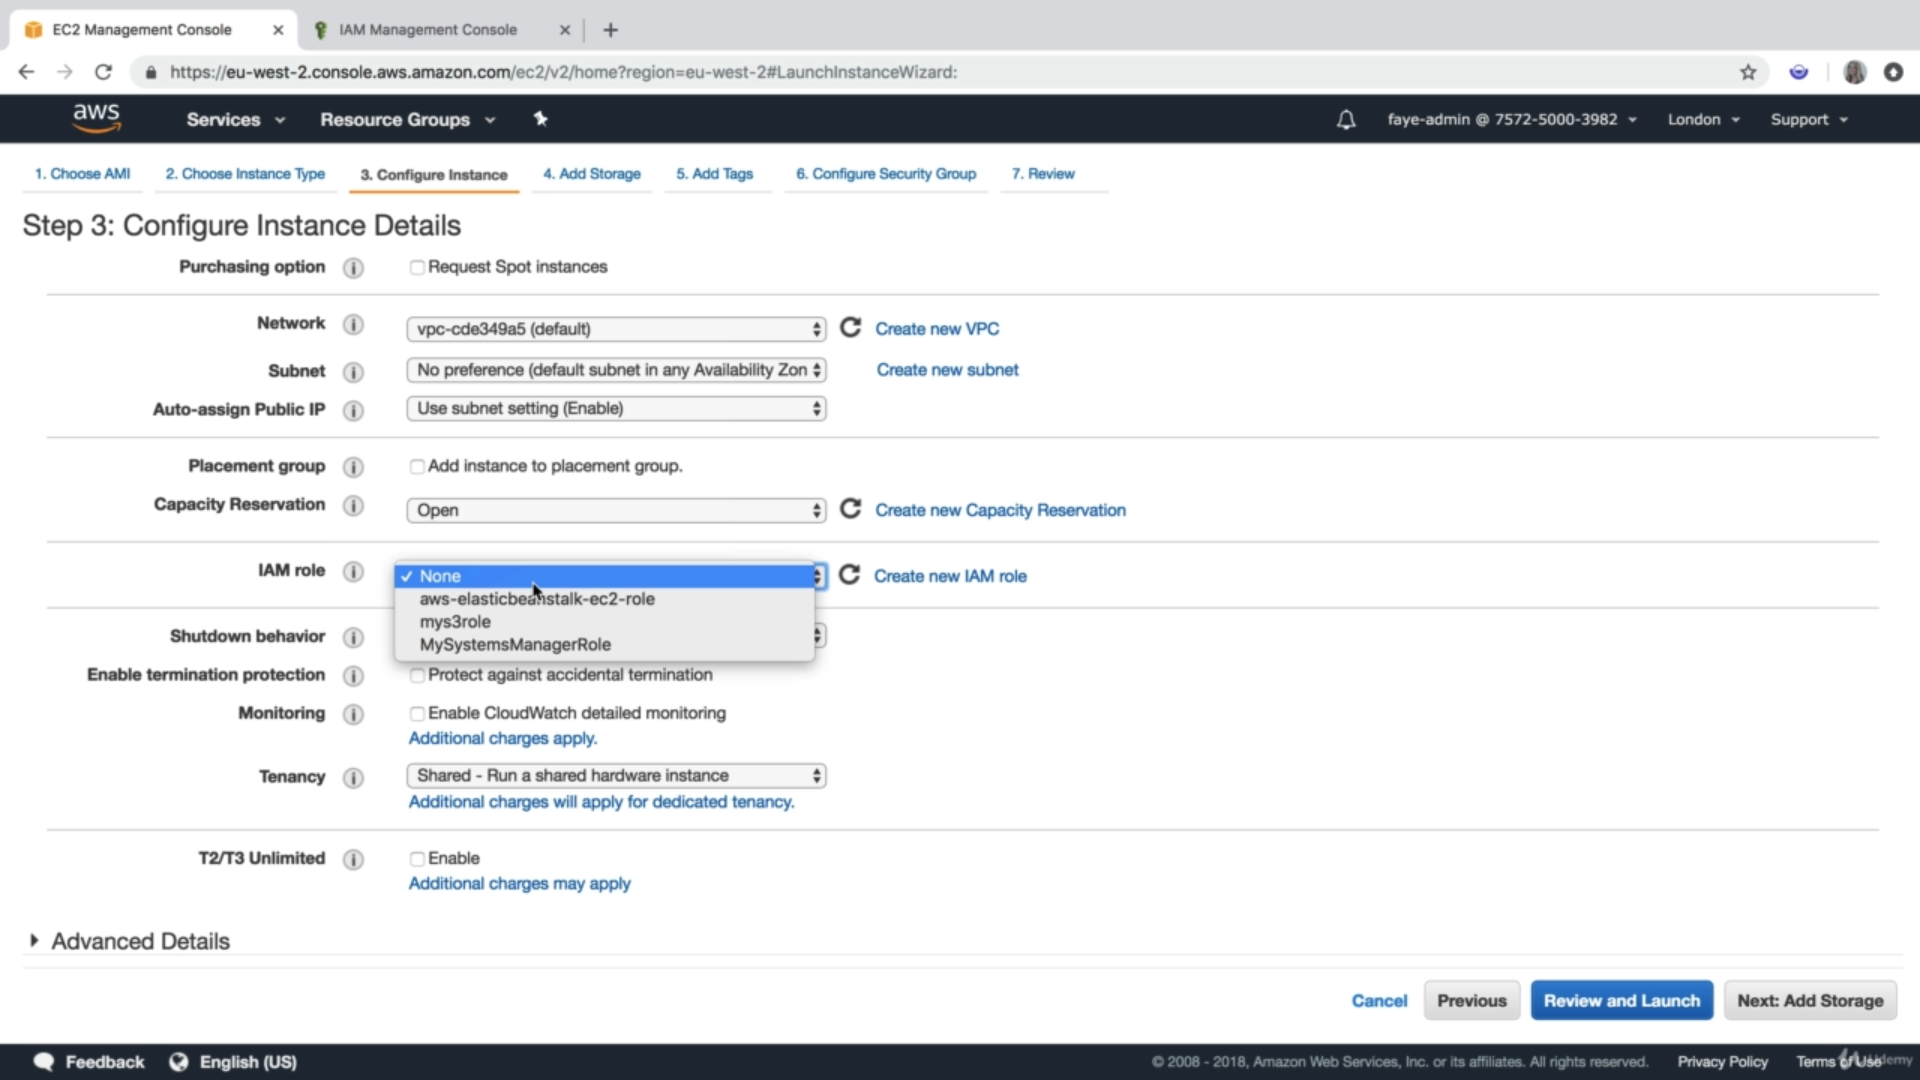 EC2 Management Console
IAM Management Console
https://eu-west-2.console.aws.amazon.com/ec2/v2/home?region=eu-west-2#LaunchInstanceWizard:
aws
Services
Resource Groups
faye-admin @ 7572-5000-3982
London
Support
1. Choose AMI
2. Choose Instance Type
3. Configure Instance
4. Add Storage
5. Add Tags
6. Configure Security Group
7. Review
Step 3: Configure Instance Details
Purchasing option
Request Spot instances
Network
vpc-cde349a5 (default)
Create new VPC
Subnet
No preference (default subnet in any Availability Zon
Create new subnet
Auto-assign Public IP
Use subnet setting (Enable)
Placement group
Add instance to placement group.
Capacity Reservation
Open
Create new Capacity Reservation
IAM role
✓ None
Create new IAM role
aws-elasticbeanstalk-ec2-role
mys3role
MySystemsManagerRole
Shutdown behavior
Enable termination protection
Protect against accidental termination
Monitoring
Enable CloudWatch detailed monitoring
Additional charges apply.
Tenancy
Shared - Run a shared hardware instance
Additional charges will apply for dedicated tenancy.
T2/T3 Unlimited
Enable
Additional charges may apply
Advanced Details
Cancel
Previous
Review and Launch
Next: Add Storage
Feedback
English (US)
© 2008 - 2018, Amazon Web Services, Inc. or its affiliates. All rights reserved.
Privacy Policy
Terms of Use